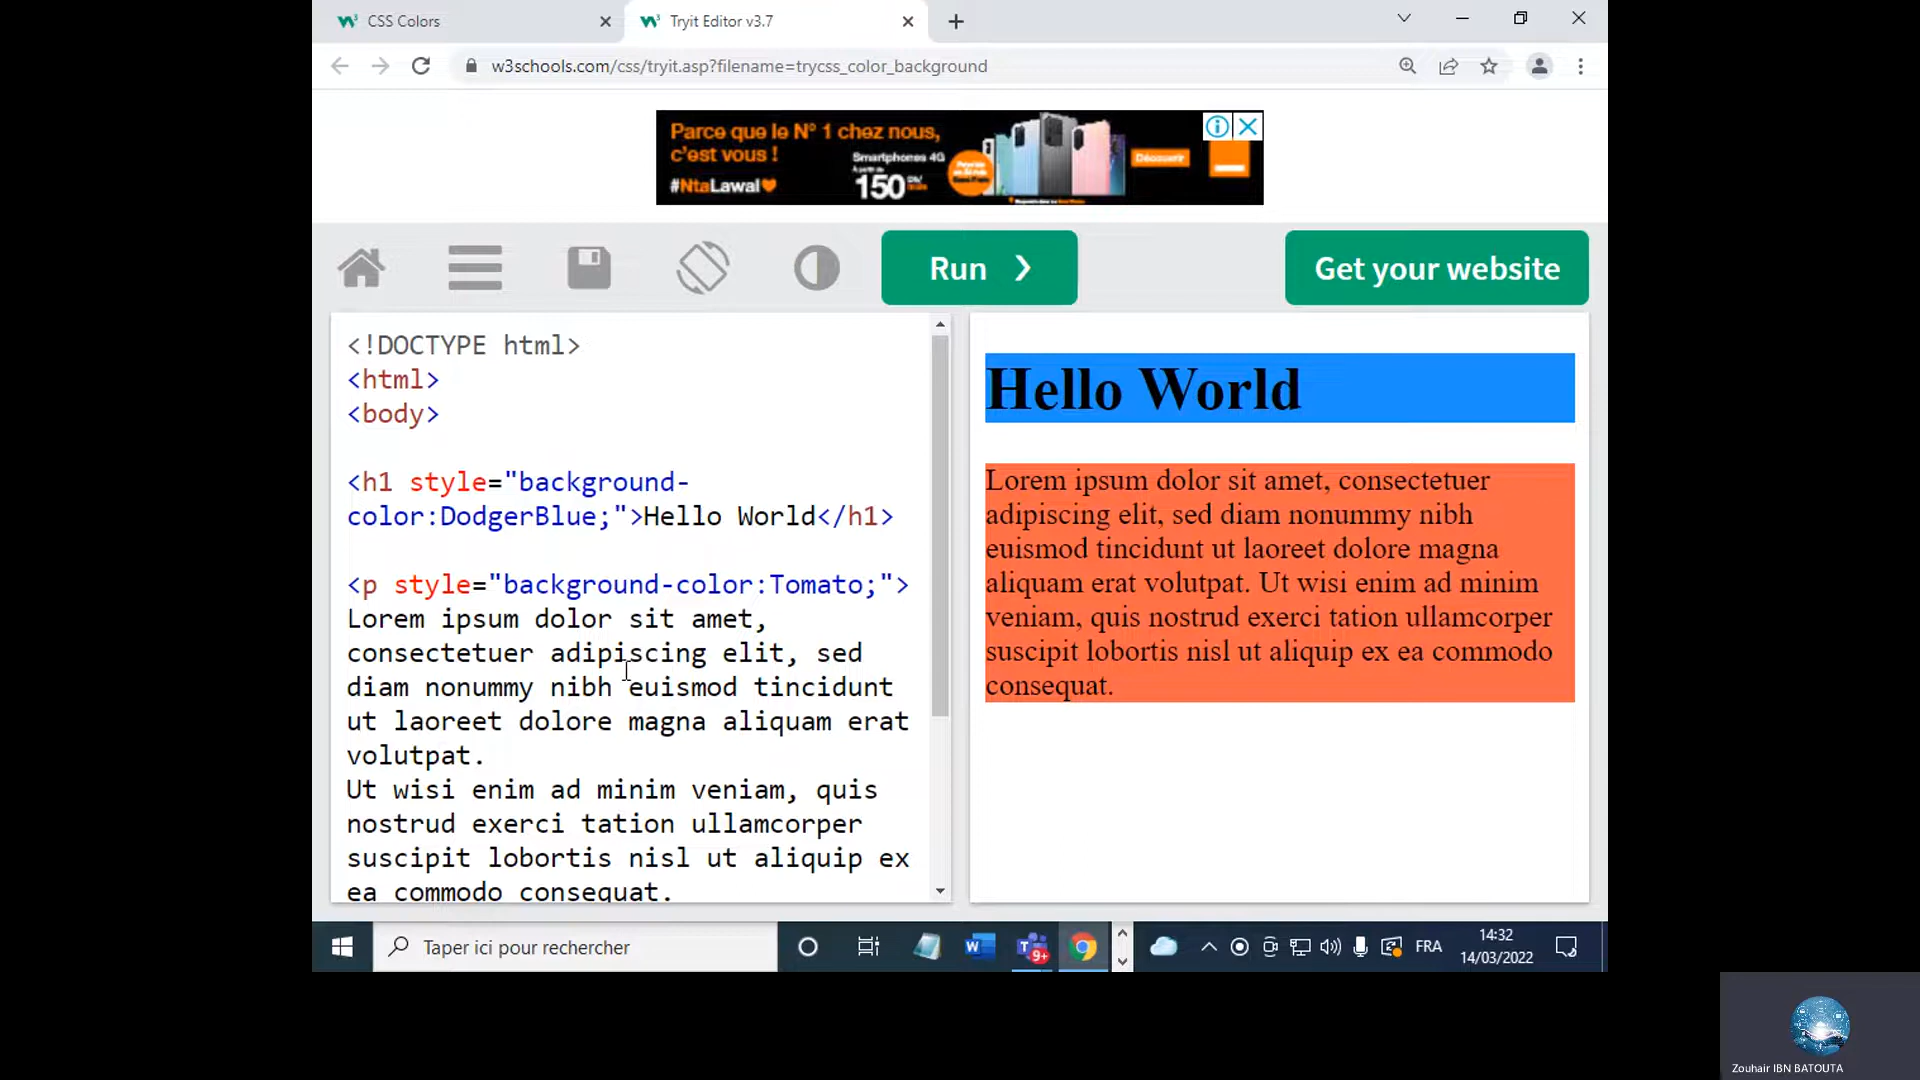 CSS Colors
Tryit Editor v3.7
w3schools.com/css/tryit.asp?filename=trycss_color_background
Parce que le N° 1 chez nous,
c'est vous !
#NtaLawal
Smartphones 4G
150
Découvrir
Run ❯
Get your website
<!DOCTYPE html>
<html>
<body>
<h1 style="background-
color:DodgerBlue;">Hello World</h1>
<p style="background-color:Tomato;">
Lorem ipsum dolor sit amet,
consectetuer adipiscing elit, sed
diam nonummy nibh euismod tincidunt
ut laoreet dolore magna aliquam erat
volutpat.
Ut wisi enim ad minim veniam, quis
nostrud exerci tation ullamcorper
suscipit lobortis nisl ut aliquip ex
ea commodo consequat.
Hello World
Lorem ipsum dolor sit amet, consectetuer
adipiscing elit, sed diam nonummy nibh
euismod tincidunt ut laoreet dolore magna
aliquam erat volutpat. Ut wisi enim ad minim
veniam, quis nostrud exerci tation ullamcorper
suscipit lobortis nisl ut aliquip ex ea commodo
consequat.
Taper ici pour rechercher
9+
FRA
14:32
14/03/2022
Zouhair IBN BATOUTA